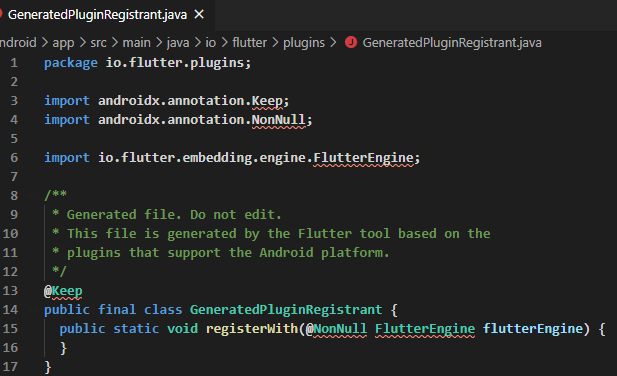 GeneratedPluginRegistrant.java ×
ndroid > app > src > main > java > io > flutter > plugins > J GeneratedPluginRegistrant.java
1 package io.flutter.plugins;
2
3 import androidx.annotation.Keep;
4 import androidx.annotation.NonNull;
5
6 import io.flutter.embedding.engine.FlutterEngine;
7
8 /**
9 * Generated file. Do not edit.
10 * This file is generated by the Flutter tool based on the
11 * plugins that support the Android platform.
12 */
13 @Keep
14 public final class GeneratedPluginRegistrant {
15 public static void registerWith(@NonNull FlutterEngine flutterEngine) {
16 }
17 }